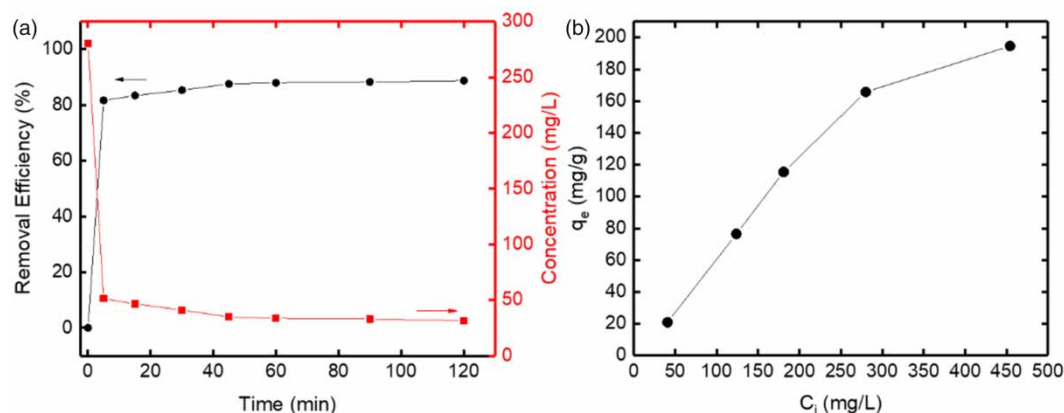 (a)
Removal Efficiency (%)
100
80
60
40
20
0
0 20 40 60 80 100 120
Time (min)
300
250
200
150
100
50
0
Concentration (mg/L)
(b)
qe (mg/g)
200
180
160
140
120
100
80
60
40
20
0
0 50 100 150 200 250 300 350 400 450 500
Ci (mg/L)